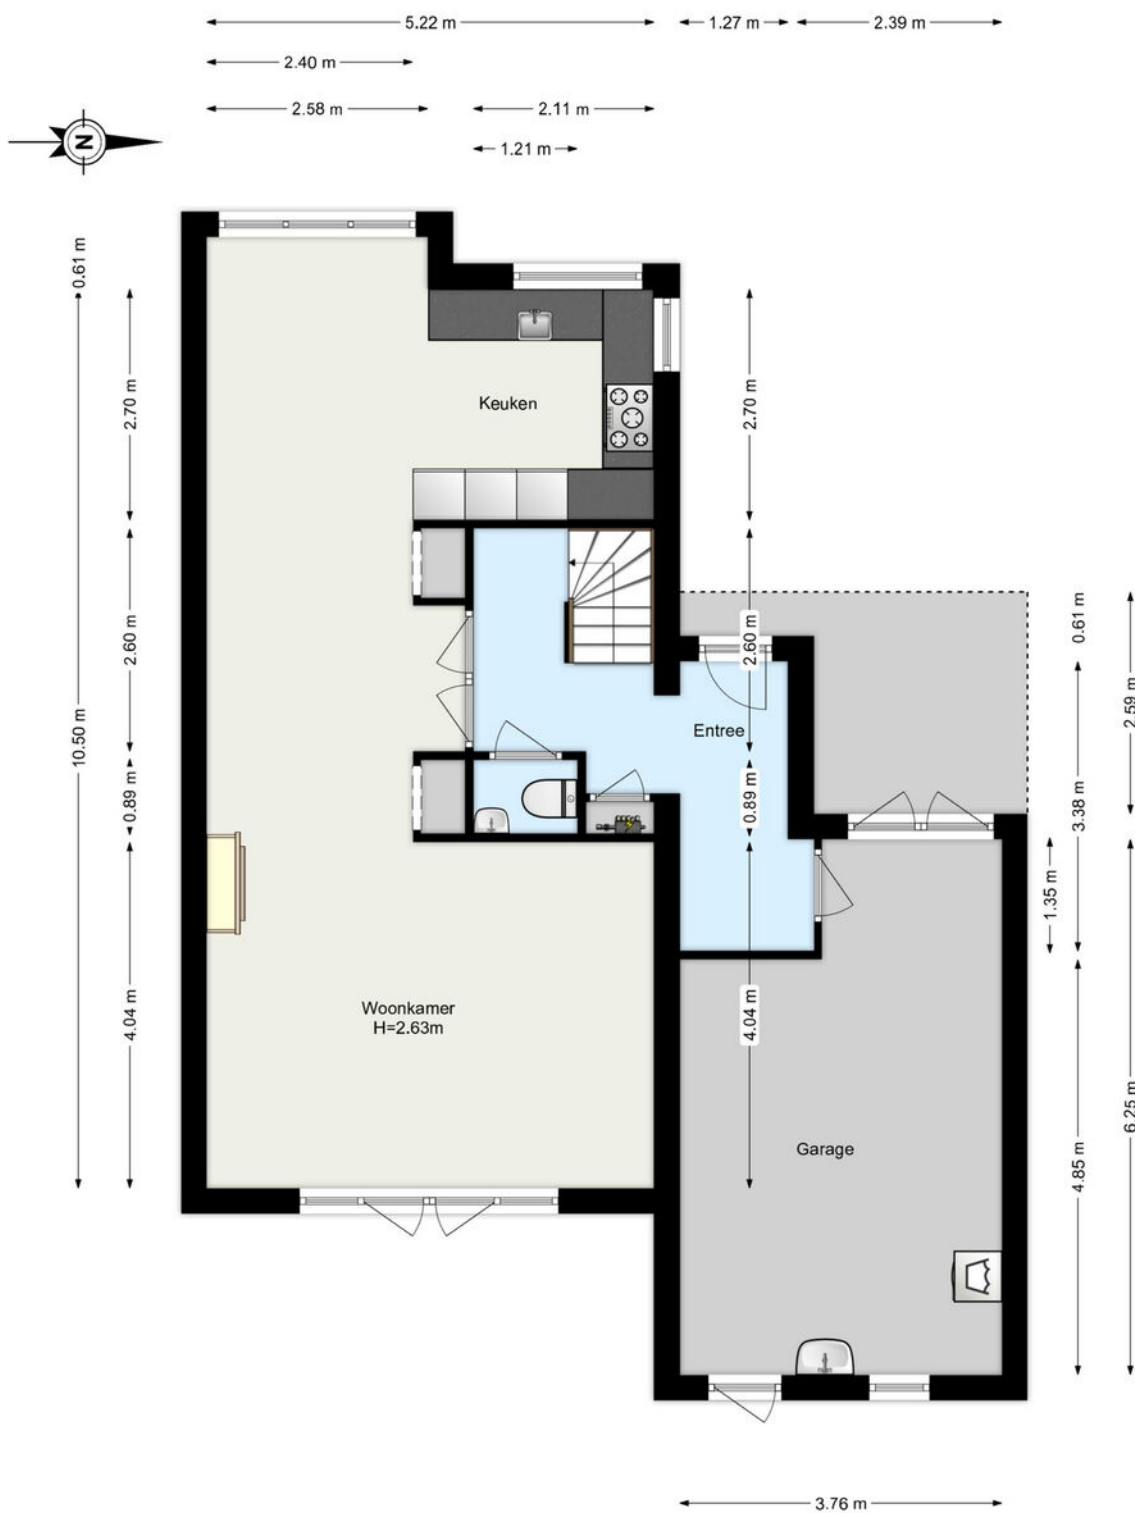 5.22 m
1.27 m
2.39 m
2.40 m
2.58 m
2.11 m
1.21 m
N
0.61 m
2.70 m
2.70 m
Keuken
2.60 m
2.60 m
0.61 m
2.59 m
10.50 m
Entree
0.89 m
0.89 m
3.38 m
1.35 m
4.04 m
Woonkamer
H=2.63m
4.04 m
6.25 m
Garage
4.85 m
3.76 m